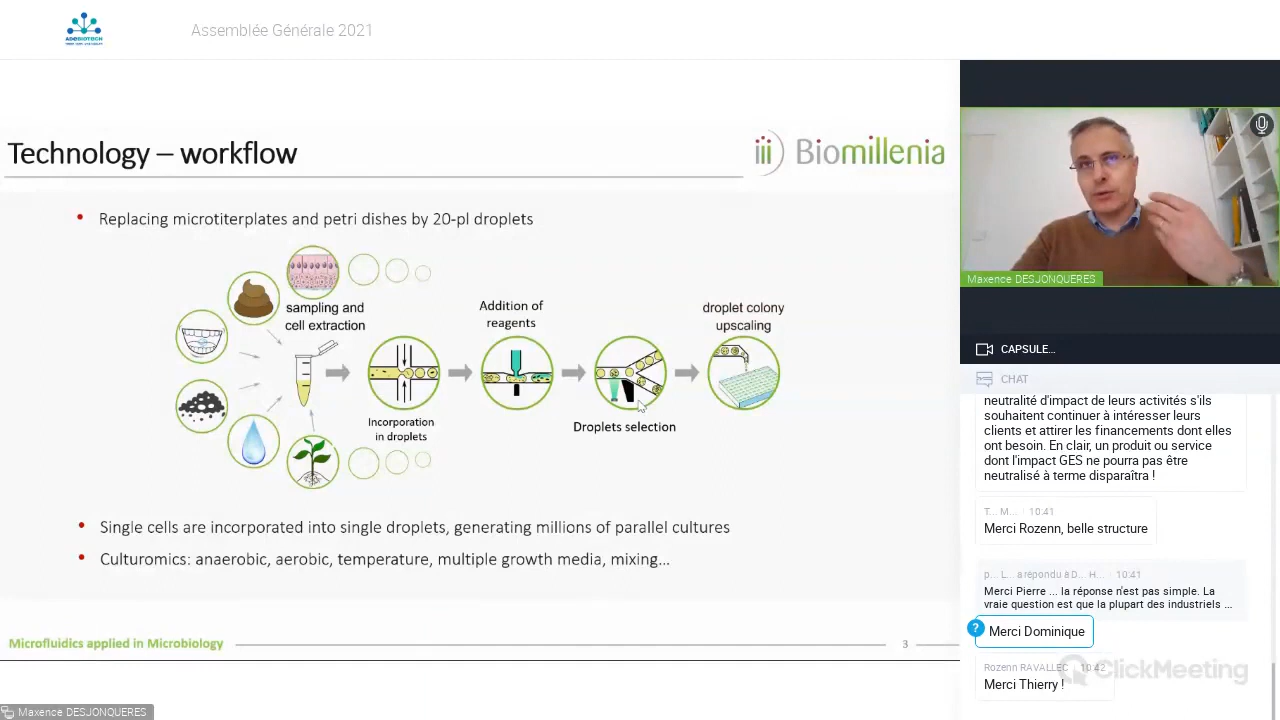 ADEBIOTECH
Assemblée Générale 2021
Technology – workflow
Biomillenia
Replacing microtiterplates and petri dishes by 20-pl droplets
sampling and
cell extraction
Addition of
reagents
droplet colony
upscaling
Incorporation
in droplets
Droplets selection
Single cells are incorporated into single droplets, generating millions of parallel cultures
Culturomics: anaerobic, aerobic, temperature, multiple growth media, mixing...
Microfluidics applied in Microbiology
3
Maxence DESJONQUERES
Maxence DESJONQUERES
CAPSULE...
CHAT
neutralité d'impact de leurs activités s'ils
souhaitent continuer à intéresser leurs
clients et attirer les financements dont elles
ont besoin. En clair, un produit ou service
dont l'impact GES ne pourra pas être
neutralisé à terme disparaîtra !
T... M... 10:41
Merci Rozenn, belle structure
p... L... a répondu à D... H... 10:41
Merci Pierre ... la réponse n'est pas simple. La
vraie question est que la plupart des industriels ...
? Merci Dominique
Rozenn RAVALLEC 10:42
Merci Thierry !
ClickMeeting